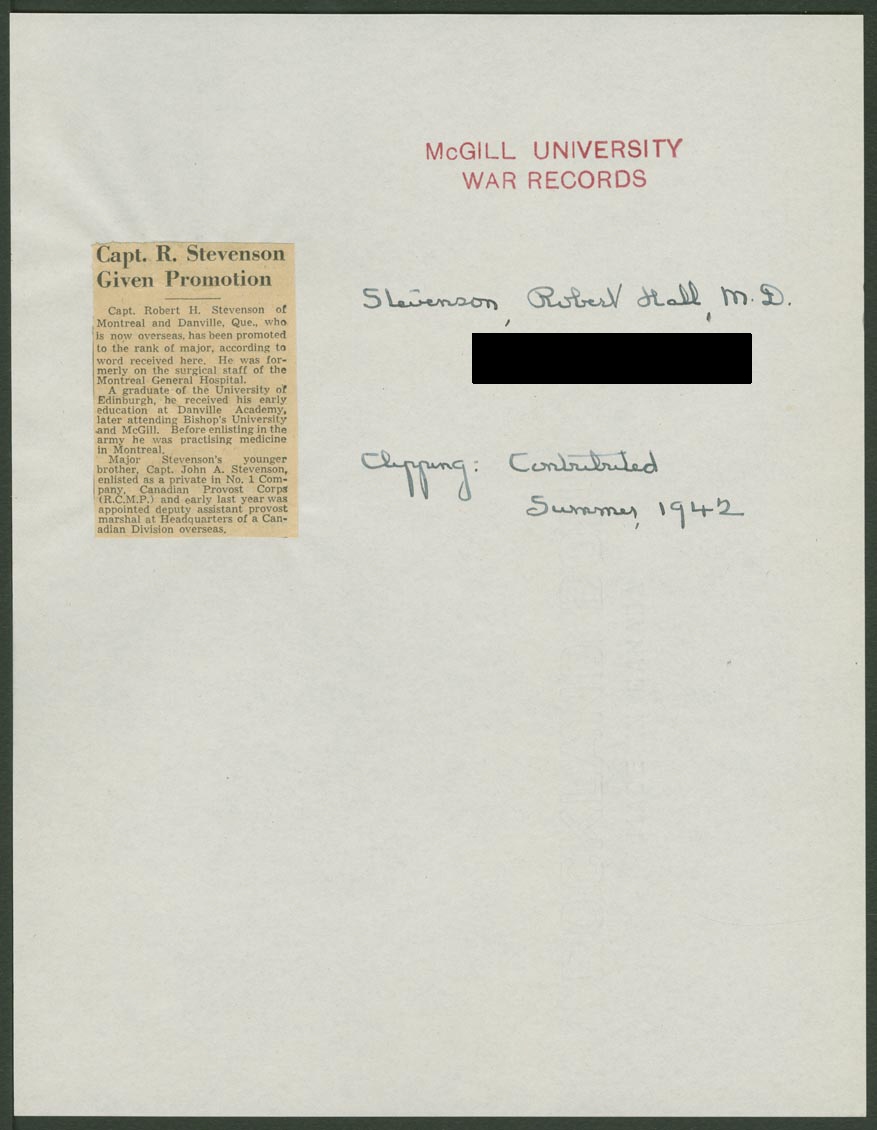 McGILL UNIVERSITY
WAR RECORDS
Capt. R. Stevenson
Given Promotion
Capt. Robert H. Stevenson of
Montreal and Danville, Que., who
is now overseas, has been promoted
to the rank of major, according to
word received here. He was for-
merly on the surgical staff of the
Montreal General Hospital.
A graduate of the University of
Edinburgh, he received his early
education at Danville Academy,
later attending Bishop's University
and McGill. Before enlisting in the
army he was practising medicine
in Montreal.
Major Stevenson's younger
brother, Capt. John A. Stevenson,
enlisted as a private in No. 1 Com-
pany, Canadian Provost Corps
(R.C.M.P.) and early last year was
appointed deputy assistant provost
marshal at Headquarters of a Can-
adian Division overseas.
Stevenson, Robert Hall, M.D.
Clipping: Contributed
Summer, 1942